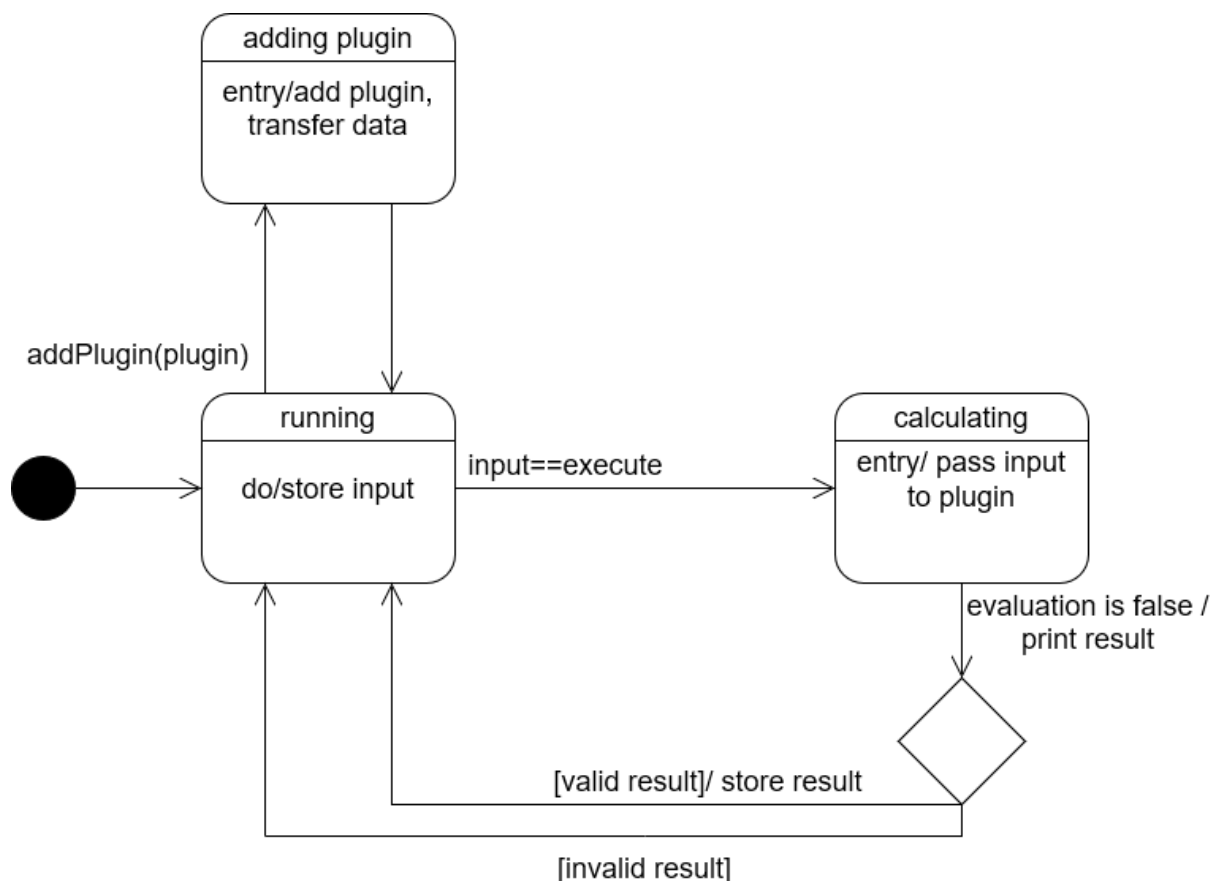 adding plugin
entry/add plugin,
transfer data
addPlugin(plugin)
running
do/store input
input==execute
calculating
entry/ pass input
to plugin
evaluation is false /
print result
[valid result]/ store result
[invalid result]